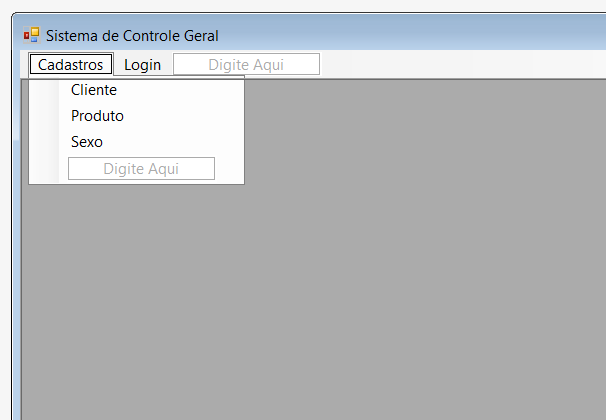 Sistema de Controle Geral
Cadastros Login Digite Aqui
Cliente
Produto
Sexo
Digite Aqui